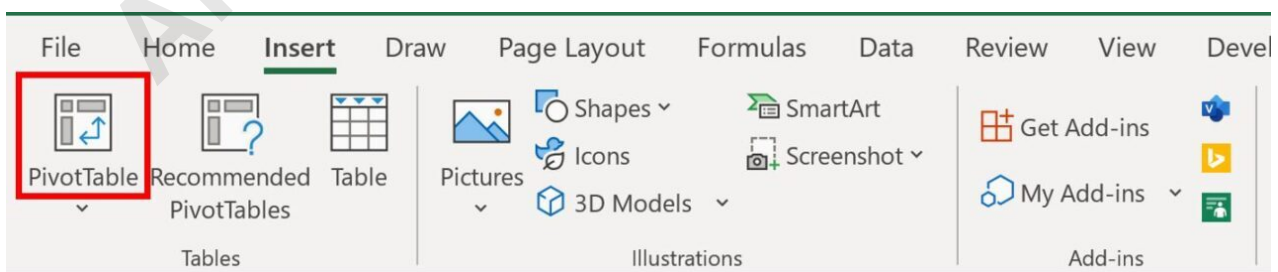 File Home Insert Draw Page Layout Formulas Data Review View
PivotTable
Recommended
PivotTables
Table
Pictures
Shapes
Icons
3D Models
SmartArt
Screenshot
Get Add-ins
My Add-ins
Tables
Illustrations
Add-ins